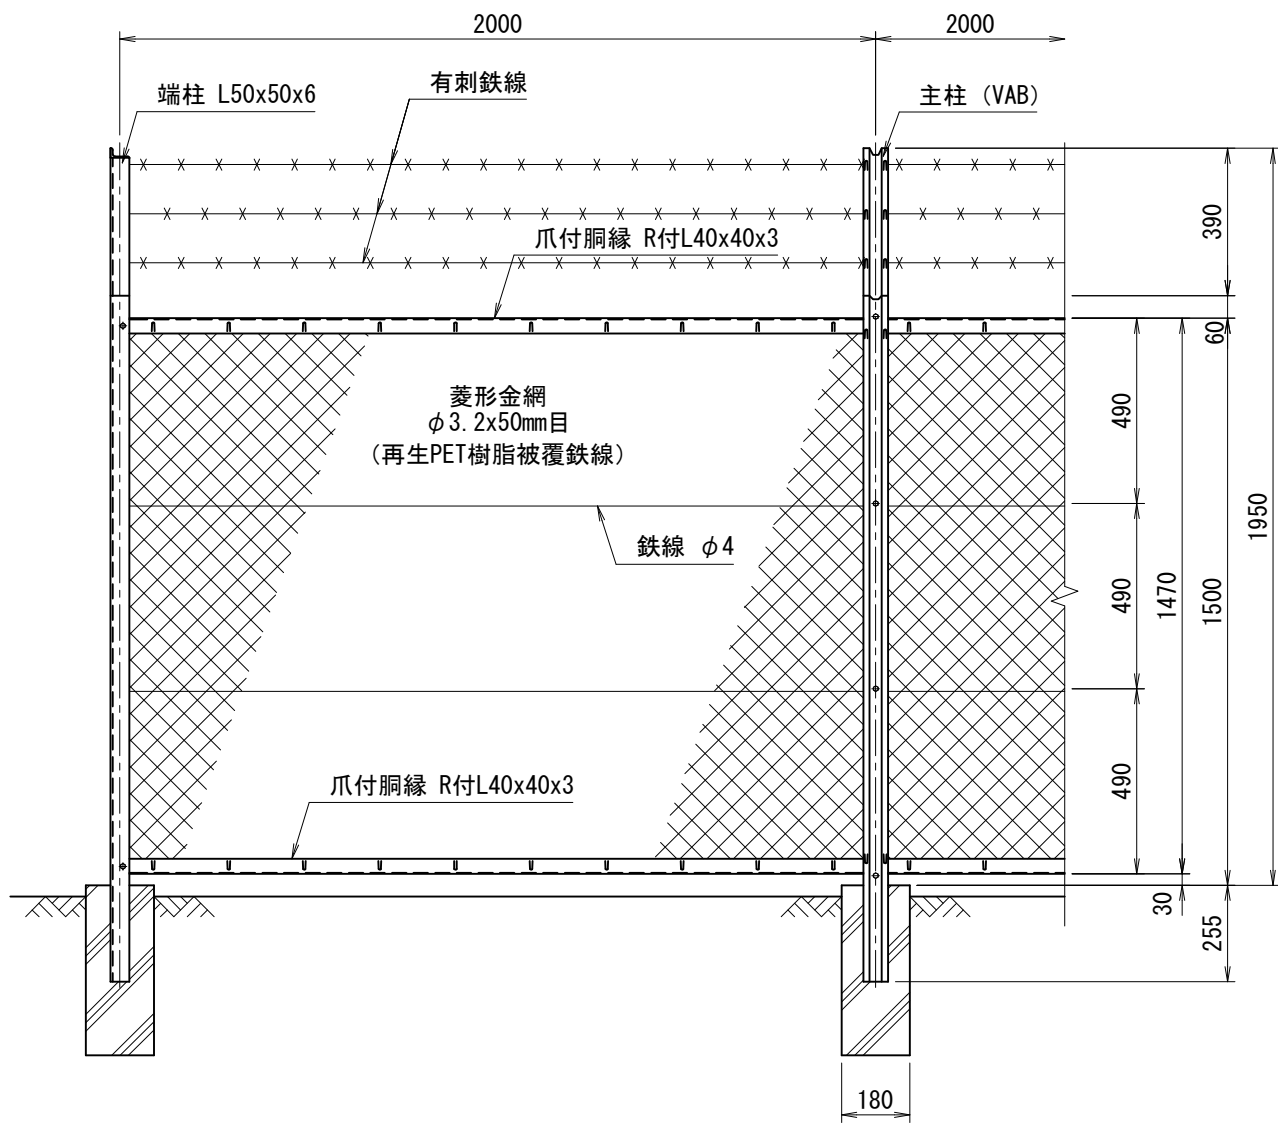 2000
2000
端柱 L50x50x6
有刺鉄線
主柱 (VAB)
爪付胴縁 R付L40x40x3
390
60
菱形金網
φ3.2x50mm目
(再生PET樹脂被覆鉄線)
490
鉄線 φ4
490
1470
1500
1950
爪付胴縁 R付L40x40x3
490
30
255
180